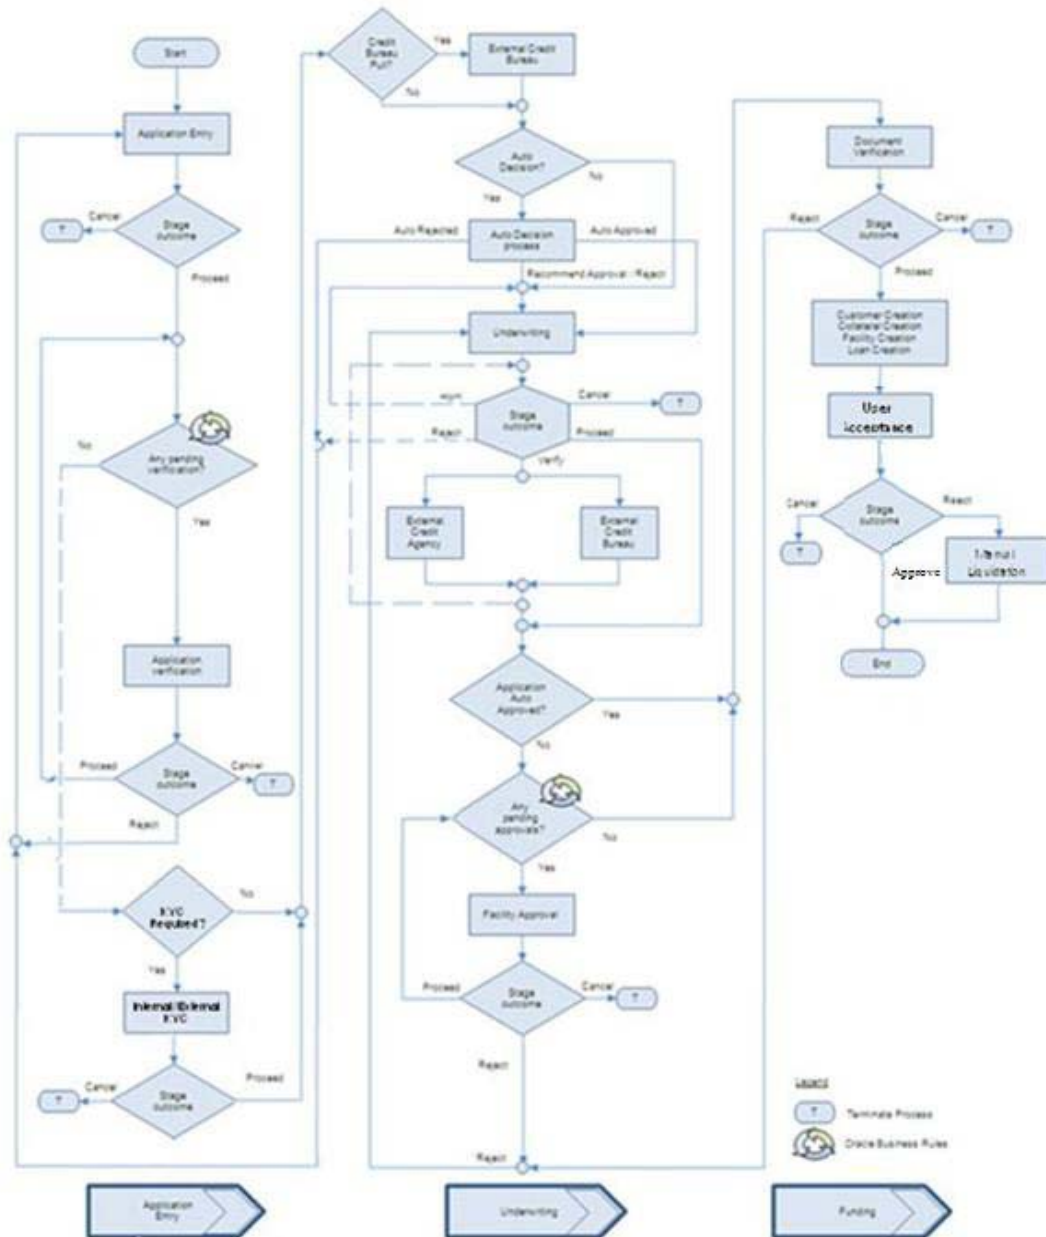 Start
Application Entry
Cancel
Stage
outcome
T
Proceed
No
Any pending
verification?
Yes
Application
verification
Proceed
Stage
outcome
Cancel
T
Reject
KYC
Required?
No
Yes
Internal/External
KYC
Cancel
Stage
outcome
Proceed
T
Credit
Bureau
Pull?
Yes
External Credit
Bureau
No
Auto
Decision?
No
Yes
Auto Rejected
Auto Decision
process
Auto Approved
Recommend Approval / Reject
Underwriting
Stage
outcome
Cancel
T
Reject
Proceed
Verify
External
Credit
Agency
External
Credit
Bureau
Application
Auto
Approved?
Yes
No
Any
pending
approvals?
No
Yes
Facility Approval
Proceed
Stage
outcome
Cancel
T
Reject
Reject
Document
Verification
Reject
Stage
outcome
Cancel
T
Proceed
Customer Creation
Collateral Creation
Facility Creation
Loan Creation
User
Acceptance
Cancel
Stage
outcome
Reject
T
Approve
Manual
Liquidation
End
Legend
T
Terminate Process
Oracle Business Rules
Application
Entry
Underwriting
Funding